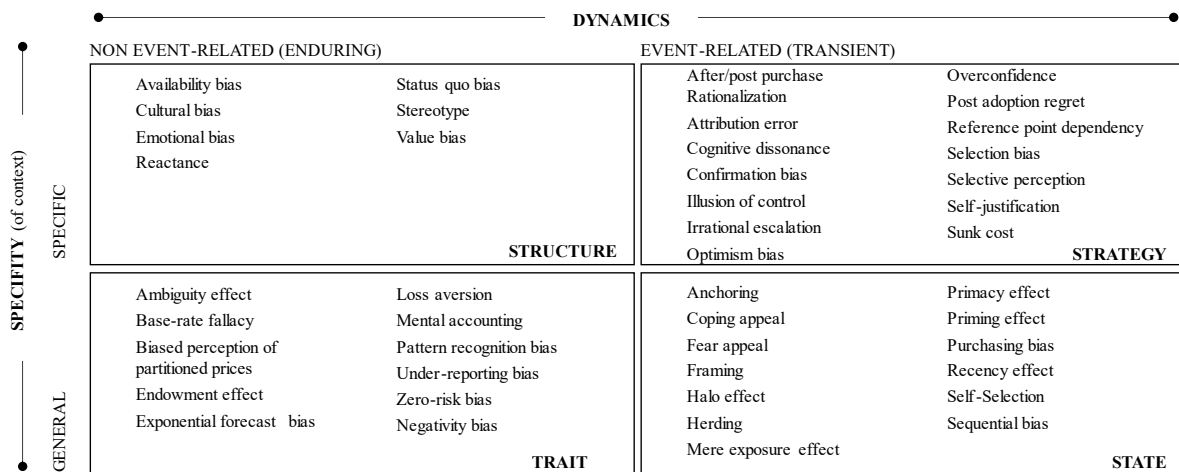 DYNAMICS
NON EVENT-RELATED (ENDURING)
EVENT-RELATED (TRANSIENT)
SPECIFITY (of context)
SPECIFIC
Availability bias
Cultural bias
Emotional bias
Reactance
Status quo bias
Stereotype
Value bias
STRUCTURE
After/post purchase
Rationalization
Attribution error
Cognitive dissonance
Confirmation bias
Illusion of control
Irrational escalation
Optimism bias
Overconfidence
Post adoption regret
Reference point dependency
Selection bias
Selective perception
Self-justification
Sunk cost
STRATEGY
GENERAL
Ambiguity effect
Base-rate fallacy
Biased perception of
partitioned prices
Endowment effect
Exponential forecast bias
Loss aversion
Mental accounting
Pattern recognition bias
Under-reporting bias
Zero-risk bias
Negativity bias
TRAIT
Anchoring
Coping appeal
Fear appeal
Framing
Halo effect
Herding
Mere exposure effect
Primacy effect
Priming effect
Purchasing bias
Recency effect
Self-Selection
Sequential bias
STATE